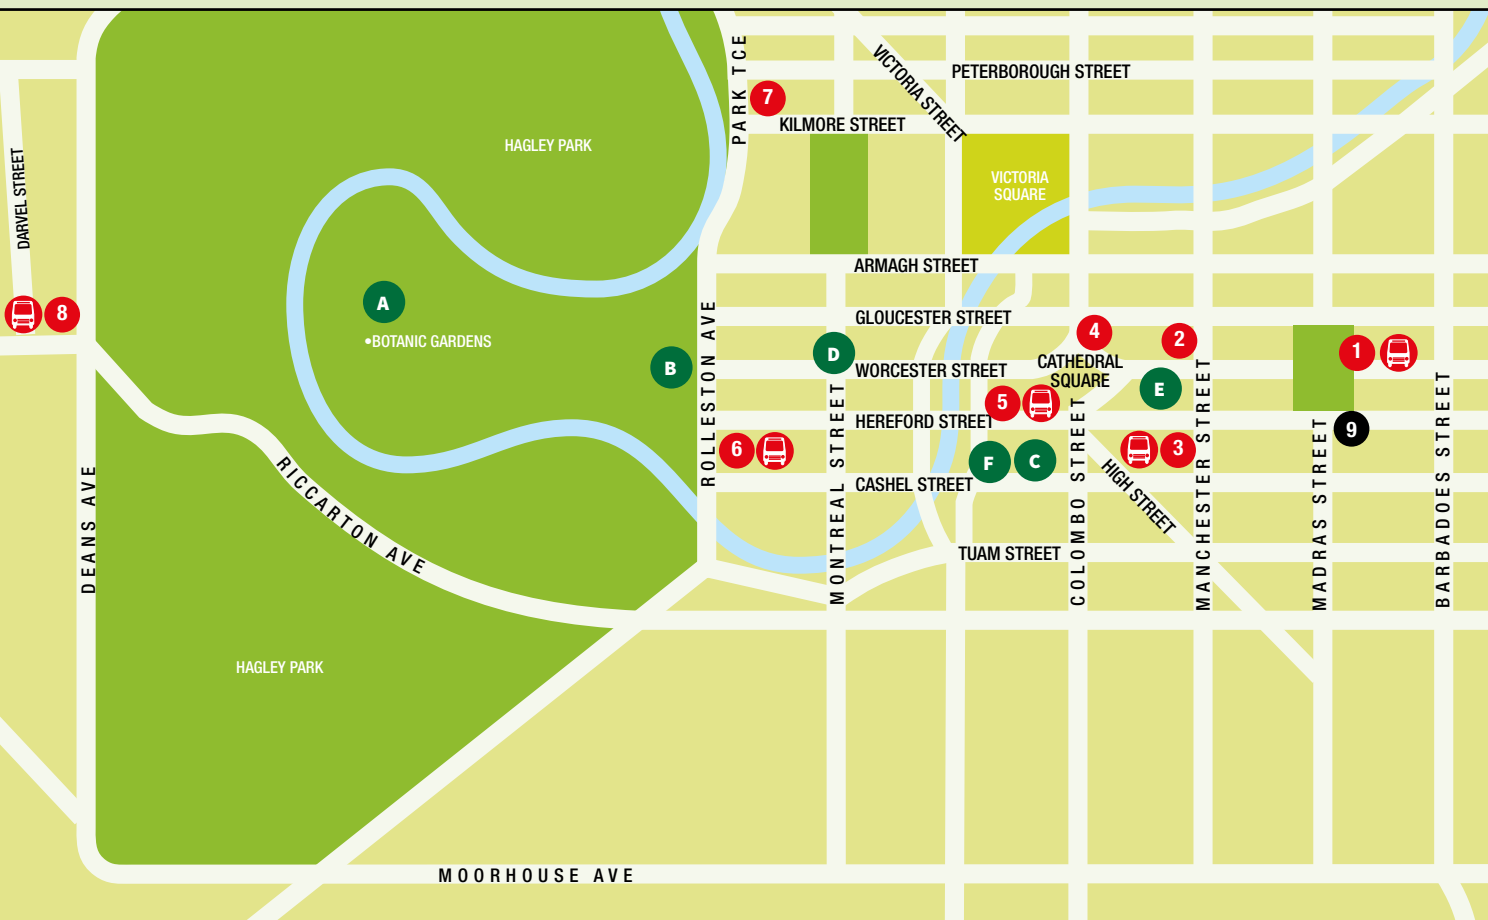 PARK TCE
VICTORIA STREET
PETERBOROUGH STREET
7
KILMORE STREET
HAGLEY PARK
DARVEL STREET
VICTORIA
SQUARE
ARMAGH STREET
A
8
•BOTANIC GARDENS
B
ROLLESTON AVE
GLOUCESTER STREET
D
WORCESTER STREET
4
CATHEDRAL
SQUARE
2
E
1
5
HEREFORD STREET
9
6
F
C
3
CASHEL STREET
HIGH STREET
TUAM STREET
MONTREAL STREET
COLOMBO STREET
MANCHESTER STREET
MADRAS STREET
BARBADOES STREET
DEANS AVE
RICCARTON AVE
HAGLEY PARK
MOORHOUSE AVE